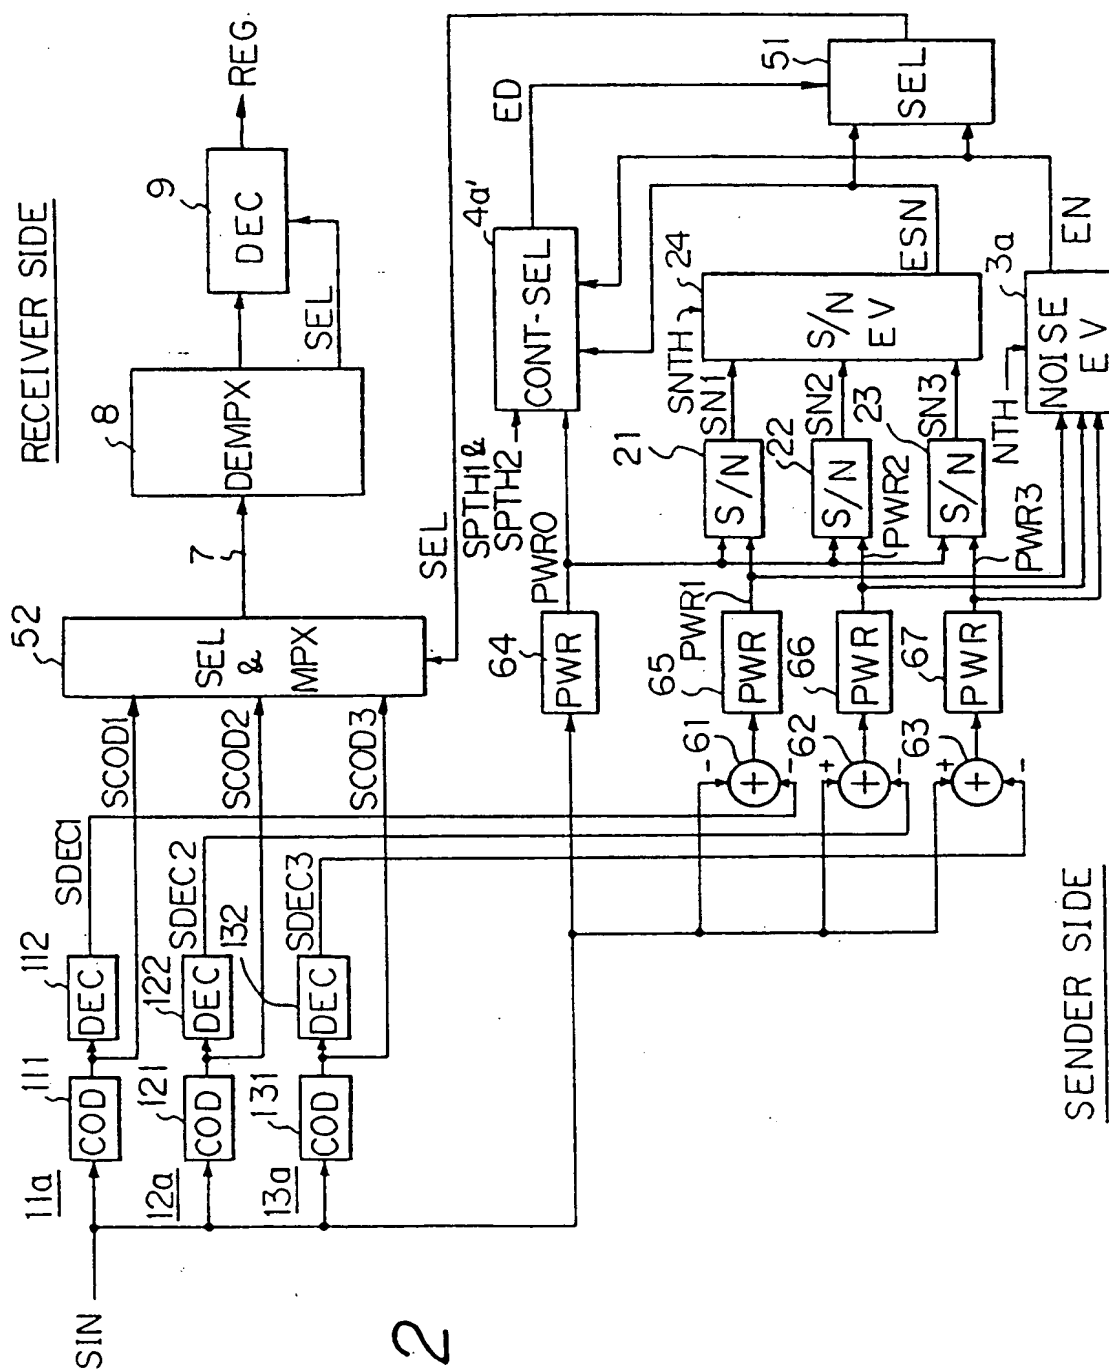 RECEIVER SIDE
SIN
11a
111
COD
112
DEC
SDEC1
SCOD1
12a
121
COD
122
DEC
SDEC2
SCOD2
13a
131
COD
132
DEC
SDEC3
SCOD3
52
SEL
&
MPX
7
8
DEMPX
SEL
9
DEC
REG
SEL
64
PWR
PWR0
SPTH1&
SPTH2
4a'
CONT-SEL
ED
51
SEL
61
+
-
-
65
PWR
PWR1
21
S/N
SN1
62
+
+
-
66
PWR
PWR2
22
S/N
SN2
63
+
+
-
67
PWR
PWR3
23
S/N
SN3
SNTH
24
S/N
EV
ESN
NTH
3a
NOISE
EV
EN
SENDER SIDE
2